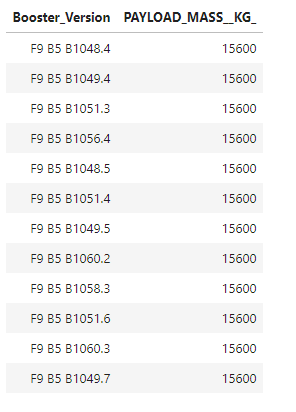 Booster_Version PAYLOAD_MASS__KG_
F9 B5 B1048.4 15600
F9 B5 B1049.4 15600
F9 B5 B1051.3 15600
F9 B5 B1056.4 15600
F9 B5 B1048.5 15600
F9 B5 B1051.4 15600
F9 B5 B1049.5 15600
F9 B5 B1060.2 15600
F9 B5 B1058.3 15600
F9 B5 B1051.6 15600
F9 B5 B1060.3 15600
F9 B5 B1049.7 15600